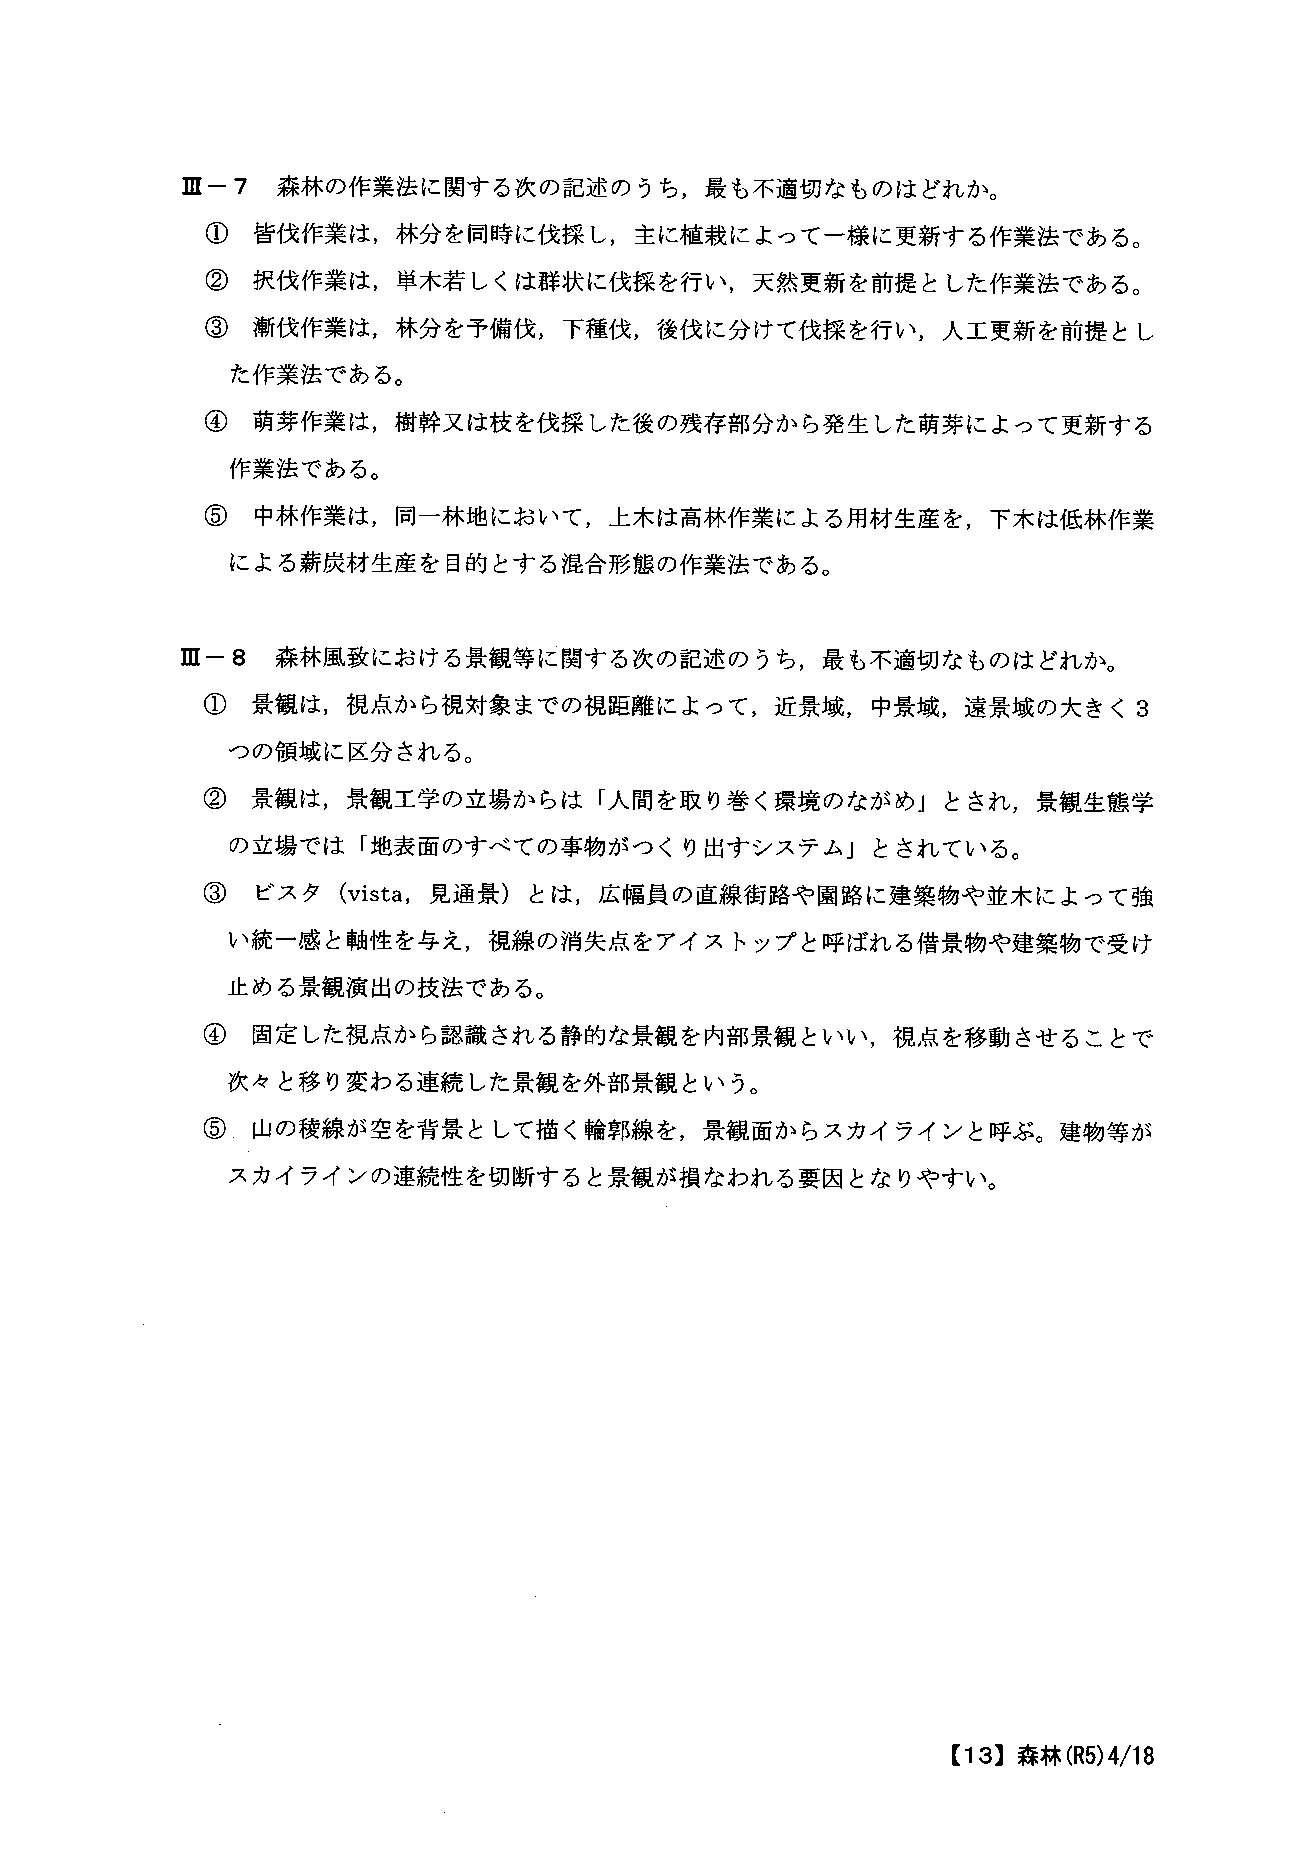 Ⅲ－７　森林の作業法に関する次の記述のうち，最も不適切なものはどれか。
①　皆伐作業は，林分を同時に伐採し，主に植栽によって一様に更新する作業法である。
②　択伐作業は，単木若しくは群状に伐採を行い，天然更新を前提とした作業法である。
③　漸伐作業は，林分を予備伐，下種伐，後伐に分けて伐採を行い，人工更新を前提とし
た作業法である。
④　萌芽作業は，樹幹又は枝を伐採した後の残存部分から発生した萌芽によって更新する
作業法である。
⑤　中林作業は，同一林地において，上木は高林作業による用材生産を，下木は低林作業
による薪炭材生産を目的とする混合形態の作業法である。
Ⅲ－８　森林風致における景観等に関する次の記述のうち，最も不適切なものはどれか。
①　景観は，視点から視対象までの視距離によって，近景域，中景域，遠景域の大きく３
つの領域に区分される。
②　景観は，景観工学の立場からは「人間を取り巻く環境のながめ」とされ，景観生態学
の立場では「地表面のすべての事物がつくり出すシステム」とされている。
③　ビスタ（vista，見通景）とは，広幅員の直線街路や園路に建築物や並木によって強
い統一感と軸性を与え，視線の消失点をアイストップと呼ばれる借景物や建築物で受け
止める景観演出の技法である。
④　固定した視点から認識される静的な景観を内部景観といい，視点を移動させることで
次々と移り変わる連続した景観を外部景観という。
⑤　山の稜線が空を背景として描く輪郭線を，景観面からスカイラインと呼ぶ。建物等が
スカイラインの連続性を切断すると景観が損なわれる要因となりやすい。
【13】森林(R5)4/18